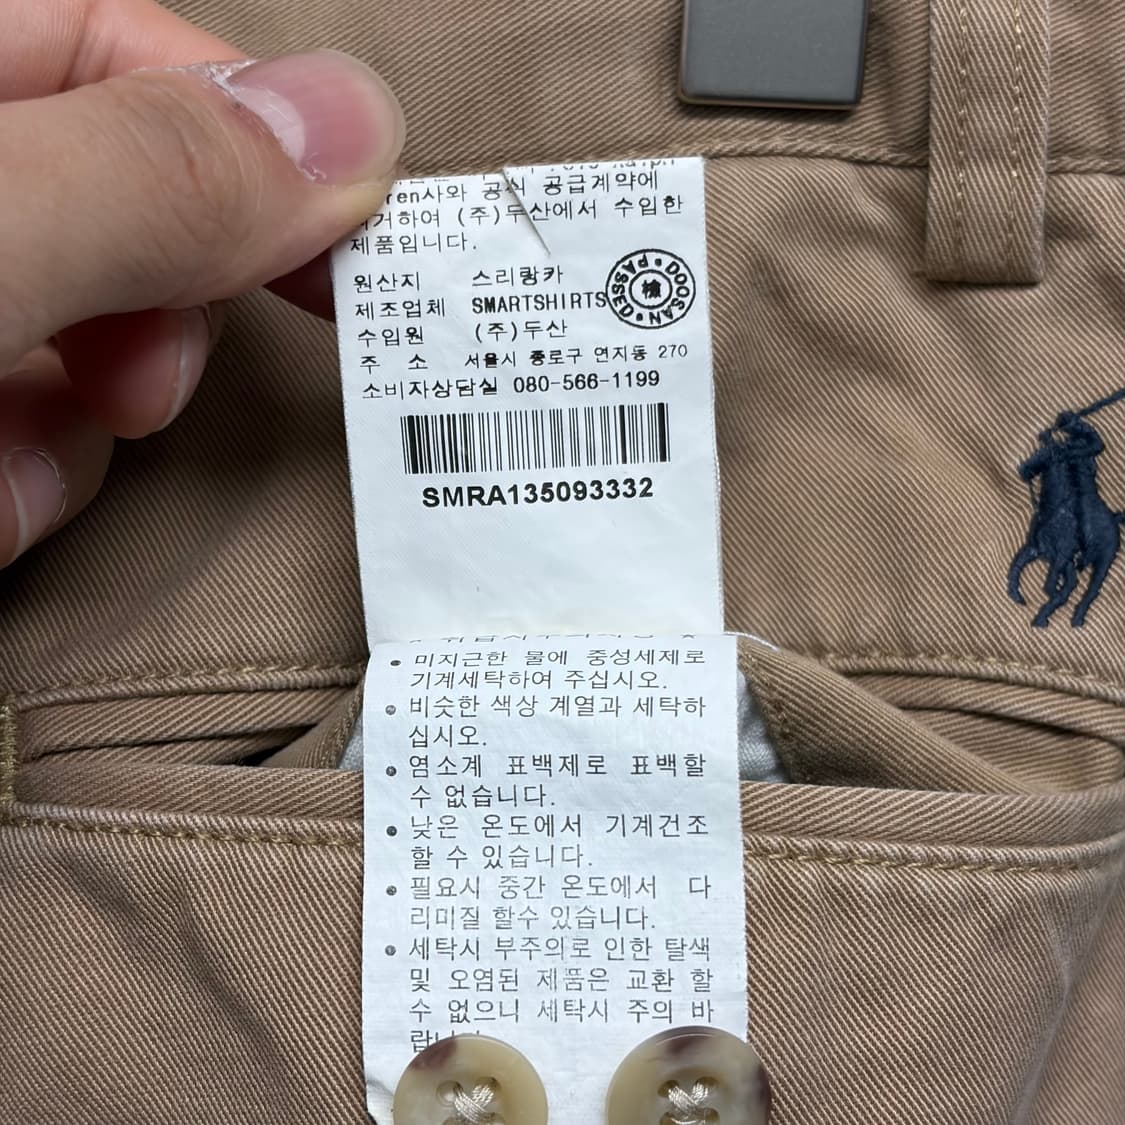 ren사와 공식 공급계약에
거하여 (주)두산에서 수입한
제품입니다.
원산지 스리랑카
제조업체 SMARTSHIRTS
수입원 (주)두산
주 소 서울시 종로구 연지동 270
소비자상담실 080-566-1199
DOOSAN PASSED
檢
SMRA135093332
• 미지근한 물에 중성세제로
기계세탁하여 주십시오.
• 비슷한 색상 계열과 세탁하
십시오.
• 염소계 표백제로 표백할
수 없습니다.
• 낮은 온도에서 기계건조
할 수 있습니다.
• 필요시 중간 온도에서 다
리미질 할수 있습니다.
• 세탁시 부주의로 인한 탈색
및 오염된 제품은 교환 할
수 없으니 세탁시 주의 바